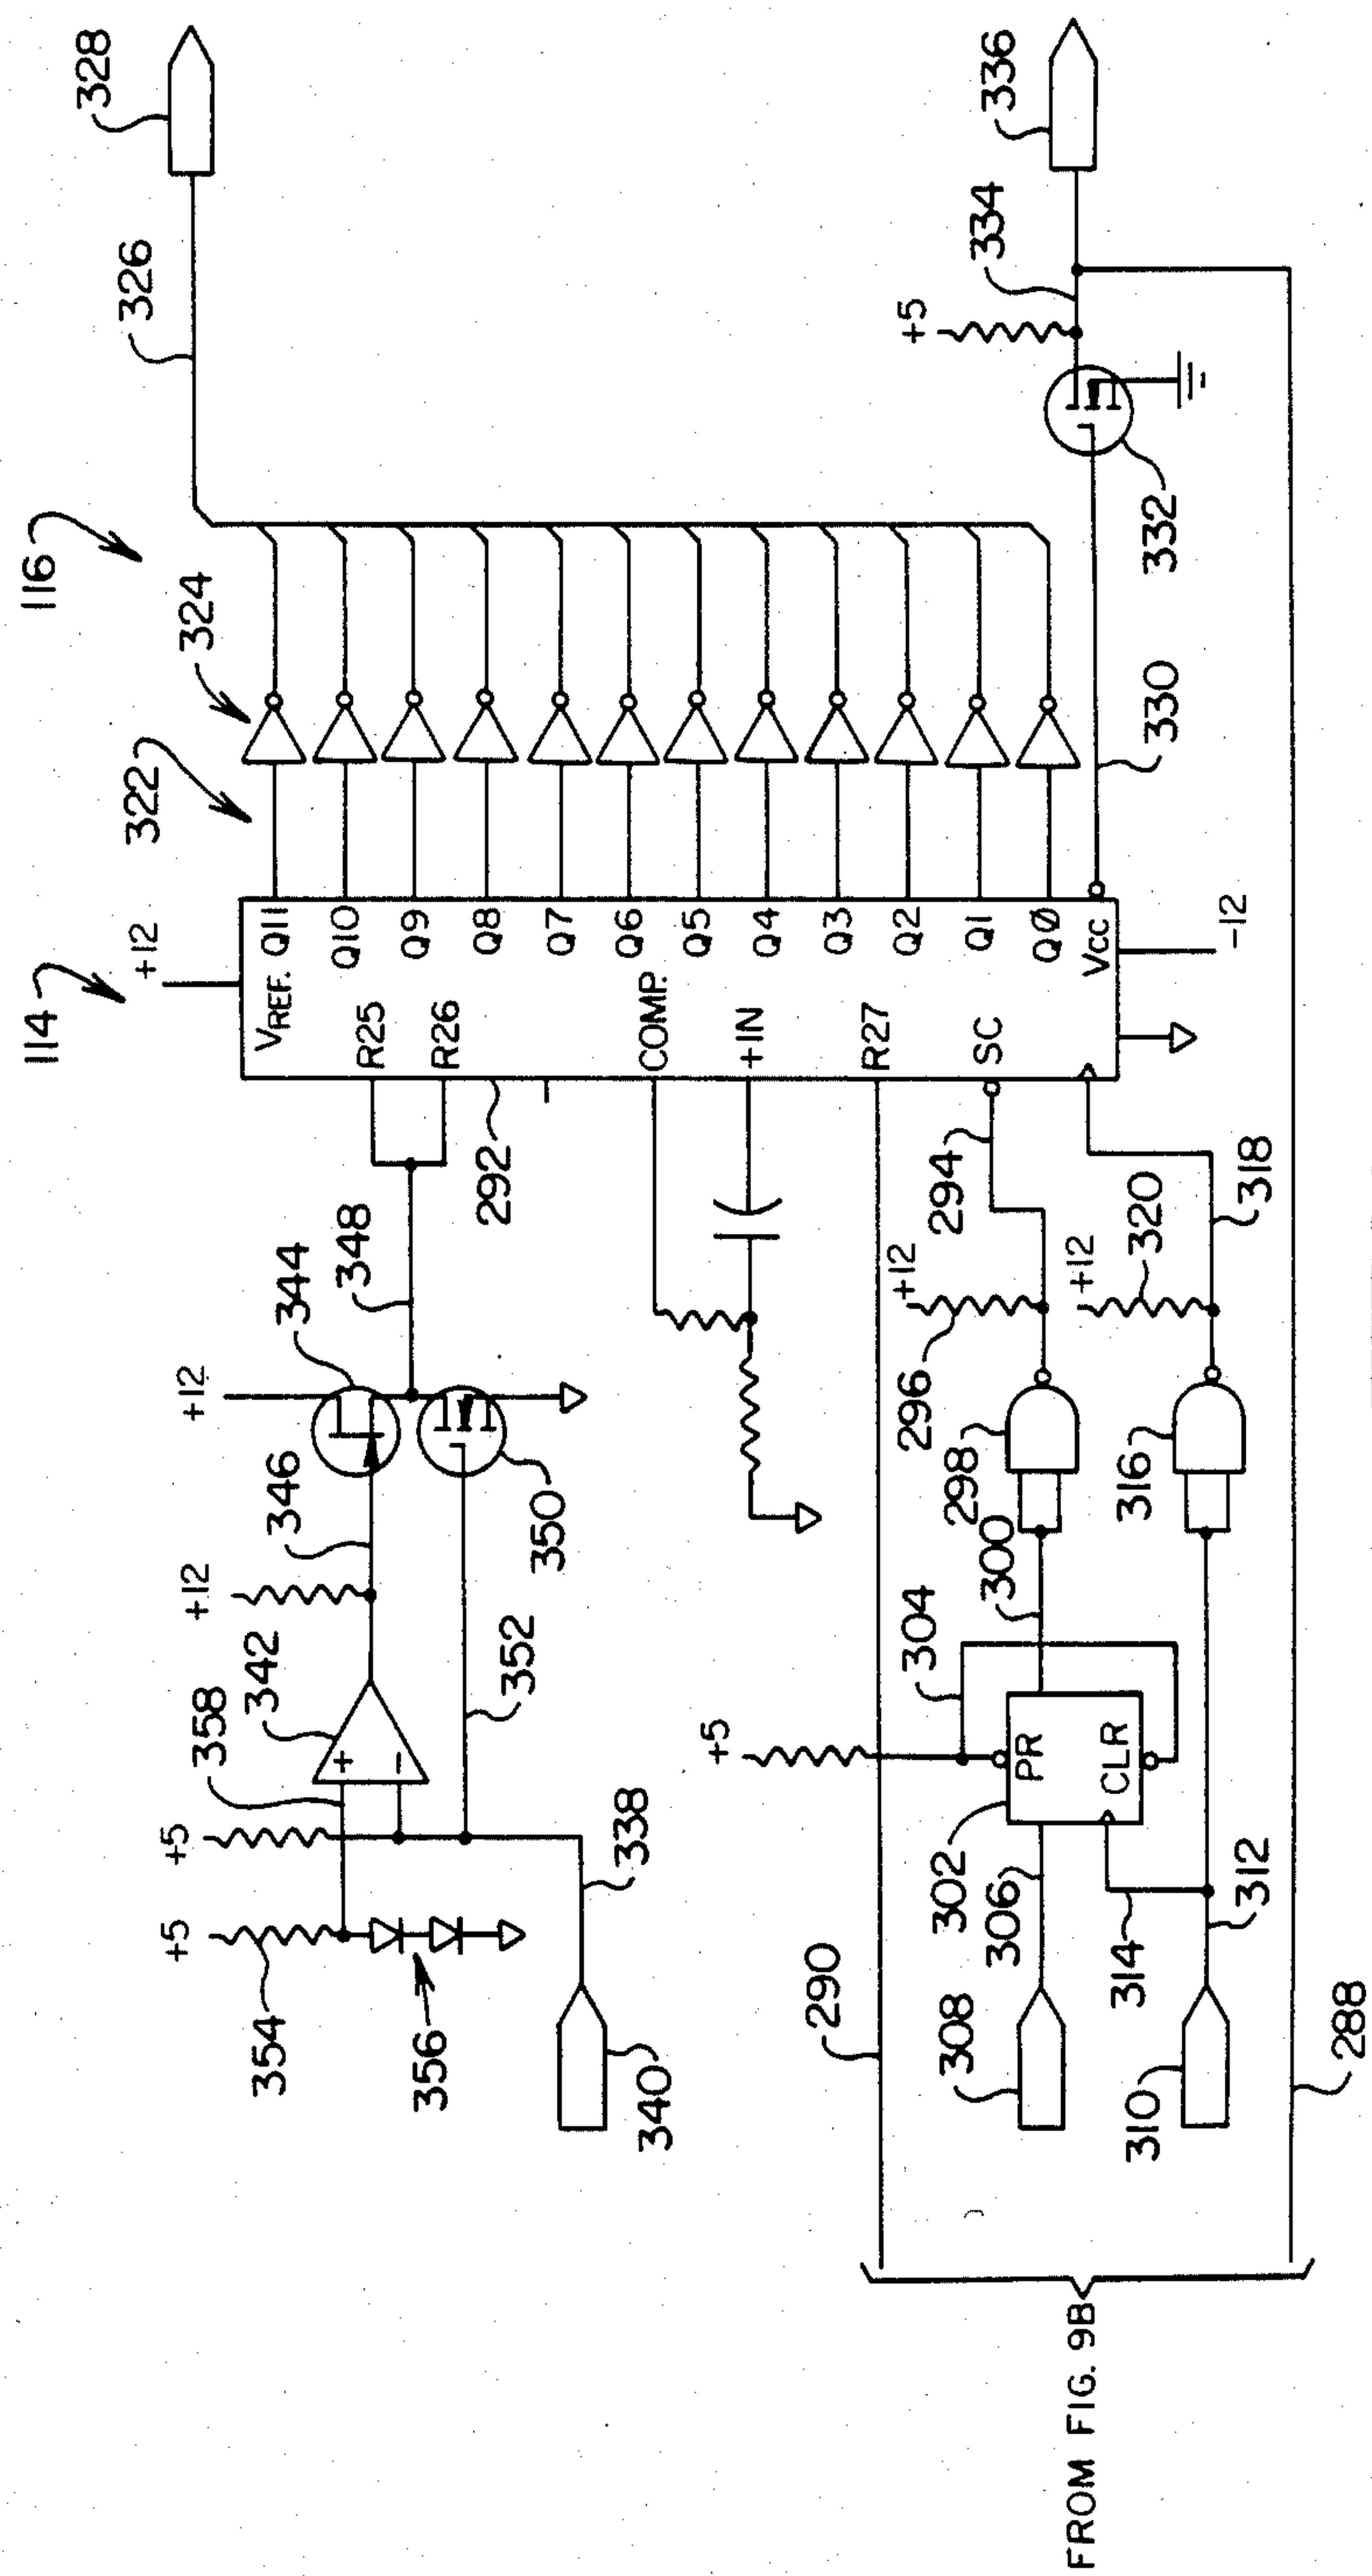 114
116
322
324
326
328
+12
VREF.
R25
R26
COMP.
+IN
R27
SC
Q11
Q10
Q9
Q8
Q7
Q6
Q5
Q4
Q3
Q2
Q1
QØ
Vcc
-12
292
330
332
+5
334
336
354
+5
356
+5
358
342
+12
346
+12
344
348
350
352
338
340
290
+5
304
302
306
308
300
298
296
+12
294
310
312
314
316
+12
320
318
288
PR
CLR
+
-
FROM FIG. 9B